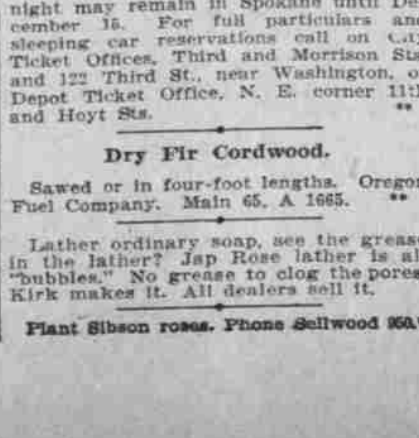 night may remain in Spokane until De-
cember 15. For full particulars an
sleeping car reservations call on City
Ticket Offices, Third and Morrison Sts
and 122 Third St., near Washington, o
Depot Ticket Office, N. E. corner 11th
and Hoyt Sts. **
Dry Fir Cordwood.
Sawed or in four-foot lengths. Oregon
Fuel Company. Main 65, A 1665. **
Lather ordinary soap, see the grease
in the lather? Jap Rose lather is al
"bubbles." No grease to clog the pores
Kirk makes it. All dealers sell it.
Plant Sibson roses. Phone Sellwood 950.